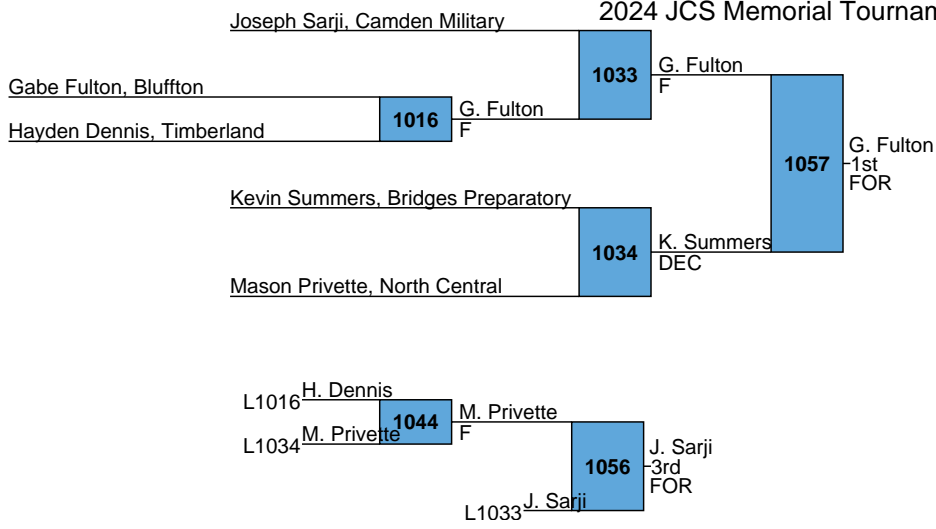 2024 JCS Memorial Tournam
Joseph Sarji, Camden Military
1033
G. Fulton
F
Gabe Fulton, Bluffton
1016
G. Fulton
F
Hayden Dennis, Timberland
1057
G. Fulton
1st
FOR
Kevin Summers, Bridges Preparatory
1034
K. Summers
DEC
Mason Privette, North Central
L1016
H. Dennis
1044
M. Privette
F
L1034
M. Privette
1056
J. Sarji
3rd
FOR
L1033
J. Sarji